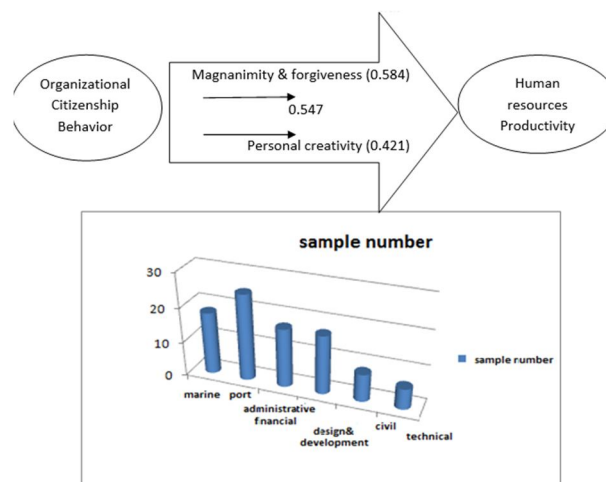 Organizational
Citizenship
Behavior
Magnanimity & forgiveness (0.584)
0.547
Personal creativity (0.421)
Human
resources
Productivity
sample number
30
20
10
0
marine
port
administrative
financial
design&
development
civil
technical
sample number